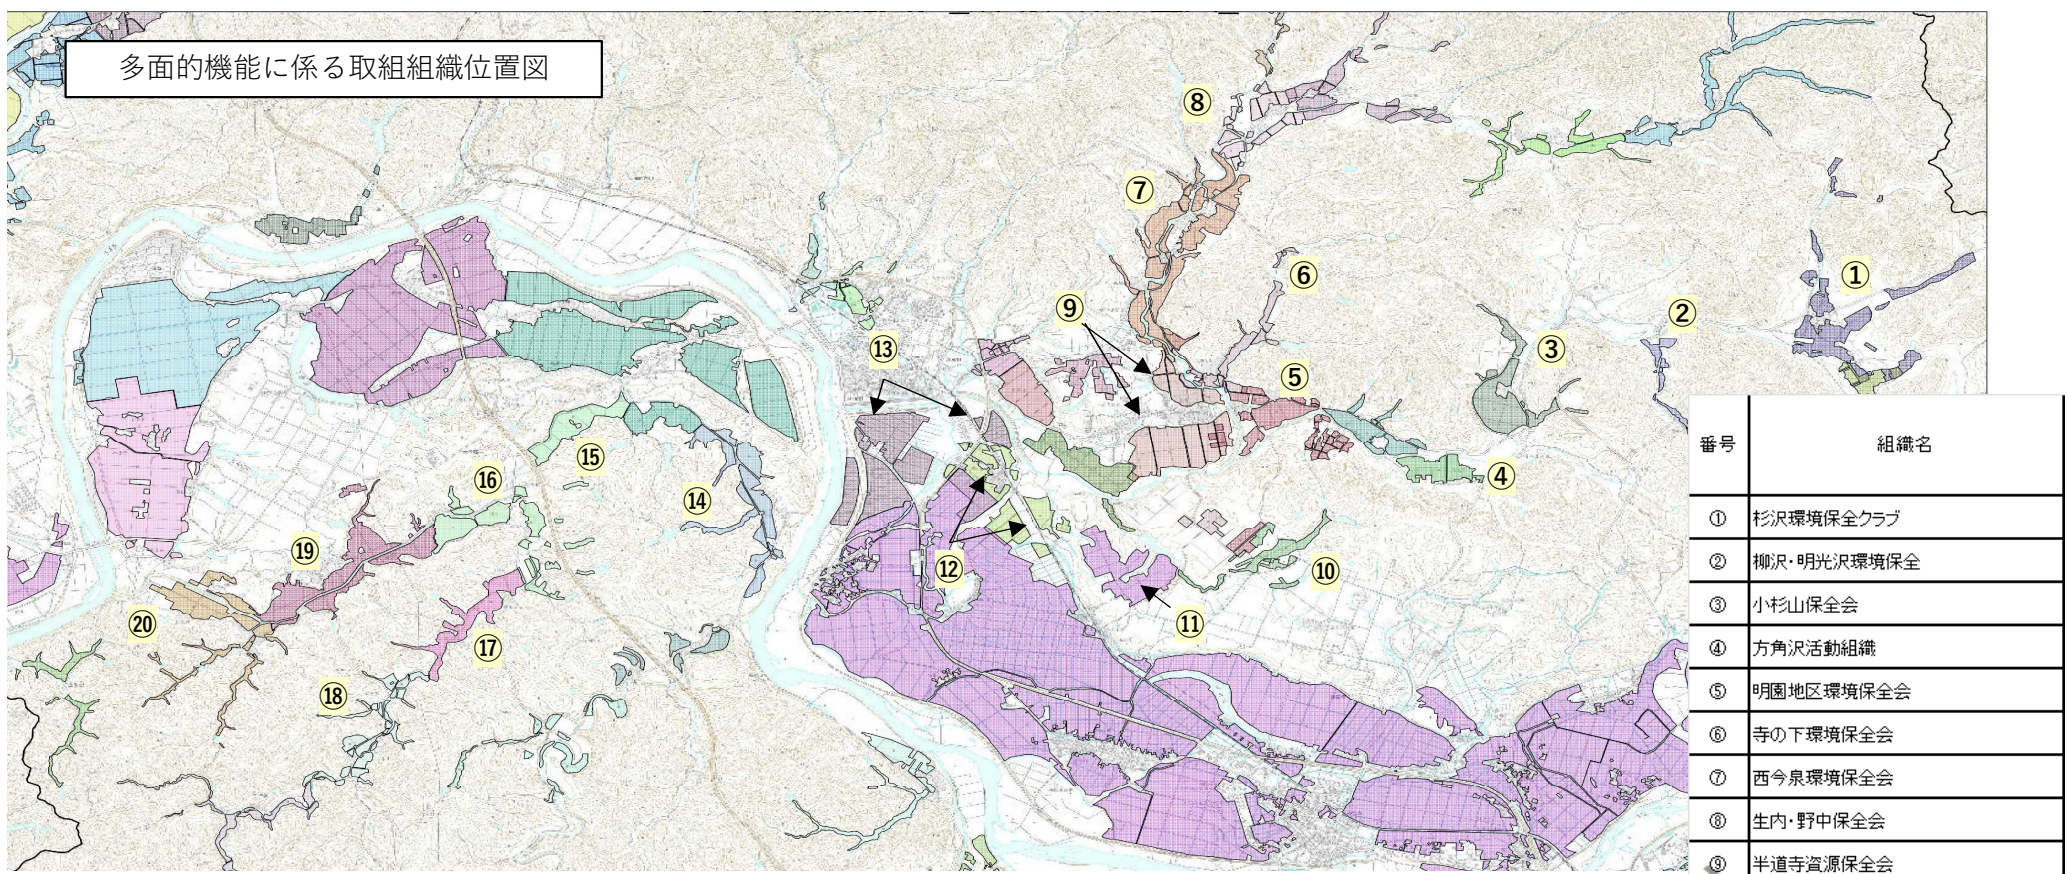 多面的機能に係る取組組織位置図
⑧
⑦
⑥
①
⑨
②
⑬
③
⑤
⑮
⑯
④
⑭
⑲
⑫
⑩
⑳
⑪
⑰
⑱
番号 組織名
① 杉沢環境保全クラブ
② 柳沢・明光沢環境保全
③ 小杉山保全会
④ 方角沢活動組織
⑤ 明園地区環境保全会
⑥ 寺の下環境保全会
⑦ 西今泉環境保全会
⑧ 生内・野中保全会
⑨ 半道寺資源保全会